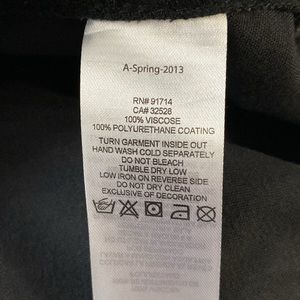 A-Spring-2013
RN# 91714
CA# 32528
100% VISCOSE
100% POLYURETHANE COATING
TURN GARMENT INSIDE OUT
HAND WASH COLD SEPARATELY
DO NOT BLEACH
TUMBLE DRY LOW
LOW IRON ON REVERSE SIDE
DO NOT DRY CLEAN
EXCLUSIVE OF DECORATION